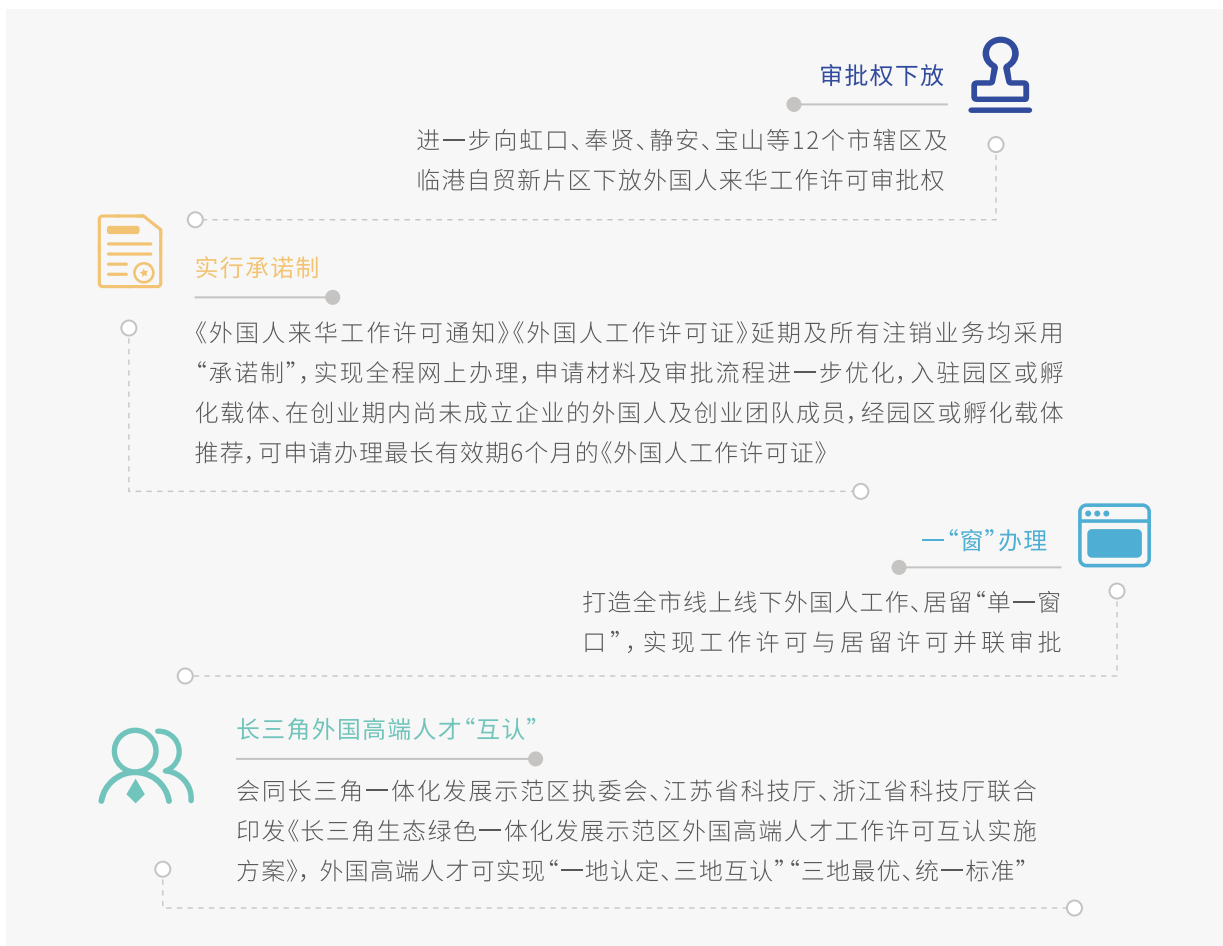 审批权下放
进一步向虹口、奉贤、静安、宝山等12个市辖区及
临港自贸新片区下放外国人来华工作许可审批权
实行承诺制
《外国人来华工作许可通知》《外国人工作许可证》延期及所有注销业务均采用
“承诺制”，实现全程网上办理，申请材料及审批流程进一步优化，入驻园区或孵
化载体、在创业期内尚未成立企业的外国人及创业团队成员，经园区或孵化载体
推荐，可申请办理最长有效期6个月的《外国人工作许可证》
一“窗”办理
打造全市线上线下外国人工作、居留“单一窗
口”，实现工作许可与居留许可并联审批
长三角外国高端人才“互认”
会同长三角一体化发展示范区执委会、江苏省科技厅、浙江省科技厅联合
印发《长三角生态绿色一体化发展示范区外国高端人才工作许可互认实施
方案》，外国高端人才可实现“一地认定、三地互认”“三地最优、统一标准”